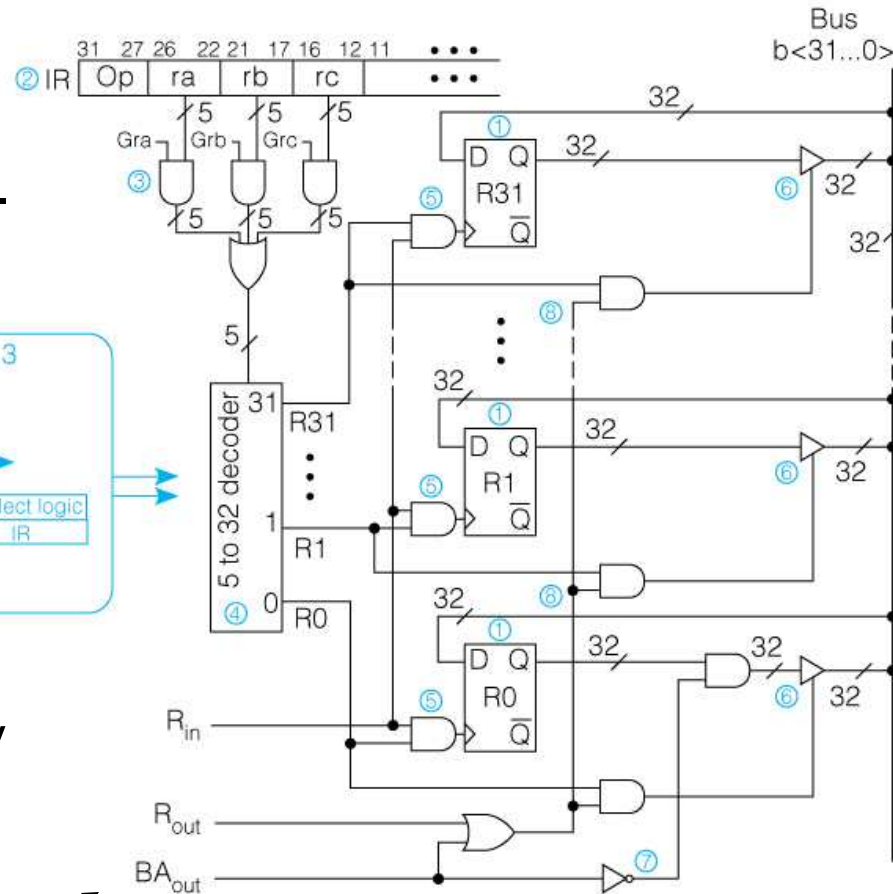 Bus
b<31...0>
31 27 26 22 21 17 16 12 11 • • •
② IR Op ra rb rc • • •
5 5 5
Gra Grb Grc
③
5 5 5
32
① D Q 32
R31
Q
⑤
⑥ 32
32
⑧
5
3
lect logic
IR
5 to 32 decoder
④
31
R31
1
R1
0
R0
32
① D Q 32
R1
Q
⑤
⑥ 32
⑧
32
① D Q 32
R0
Q
⑤
32
⑥ 32
Rin
Rout
BAout
⑦